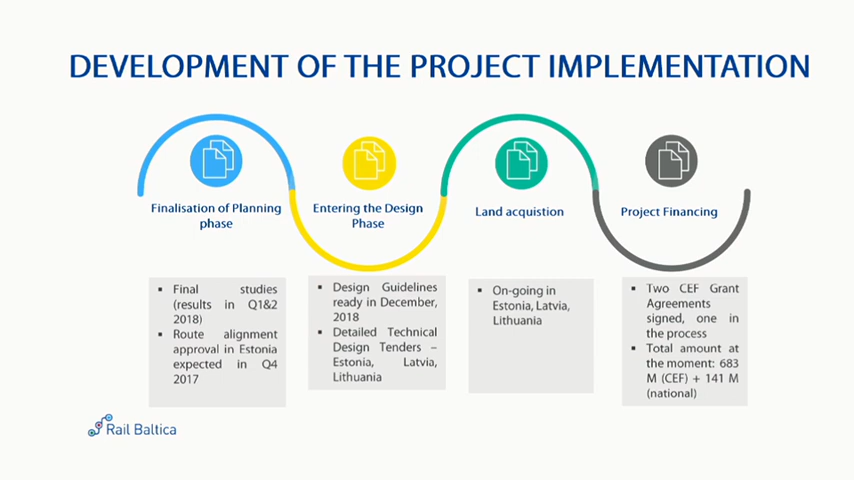 DEVELOPMENT OF THE PROJECT IMPLEMENTATION
Finalisation of Planning
phase
▪ Final studies
(results in Q1&2
2018)
▪ Route alignment
approval in Estonia
expected in Q4
2017
Entering the Design
Phase
▪ Design Guidelines
ready in December,
2018
▪ Detailed Technical
Design Tenders –
Estonia, Latvia,
Lithuania
Land acquistion
▪ On-going in
Estonia, Latvia,
Lithuania
Project Financing
▪ Two CEF Grant
Agreements
signed, one in
the process
▪ Total amount at
the moment: 683
M (CEF) + 141 M
(national)
Rail Baltica